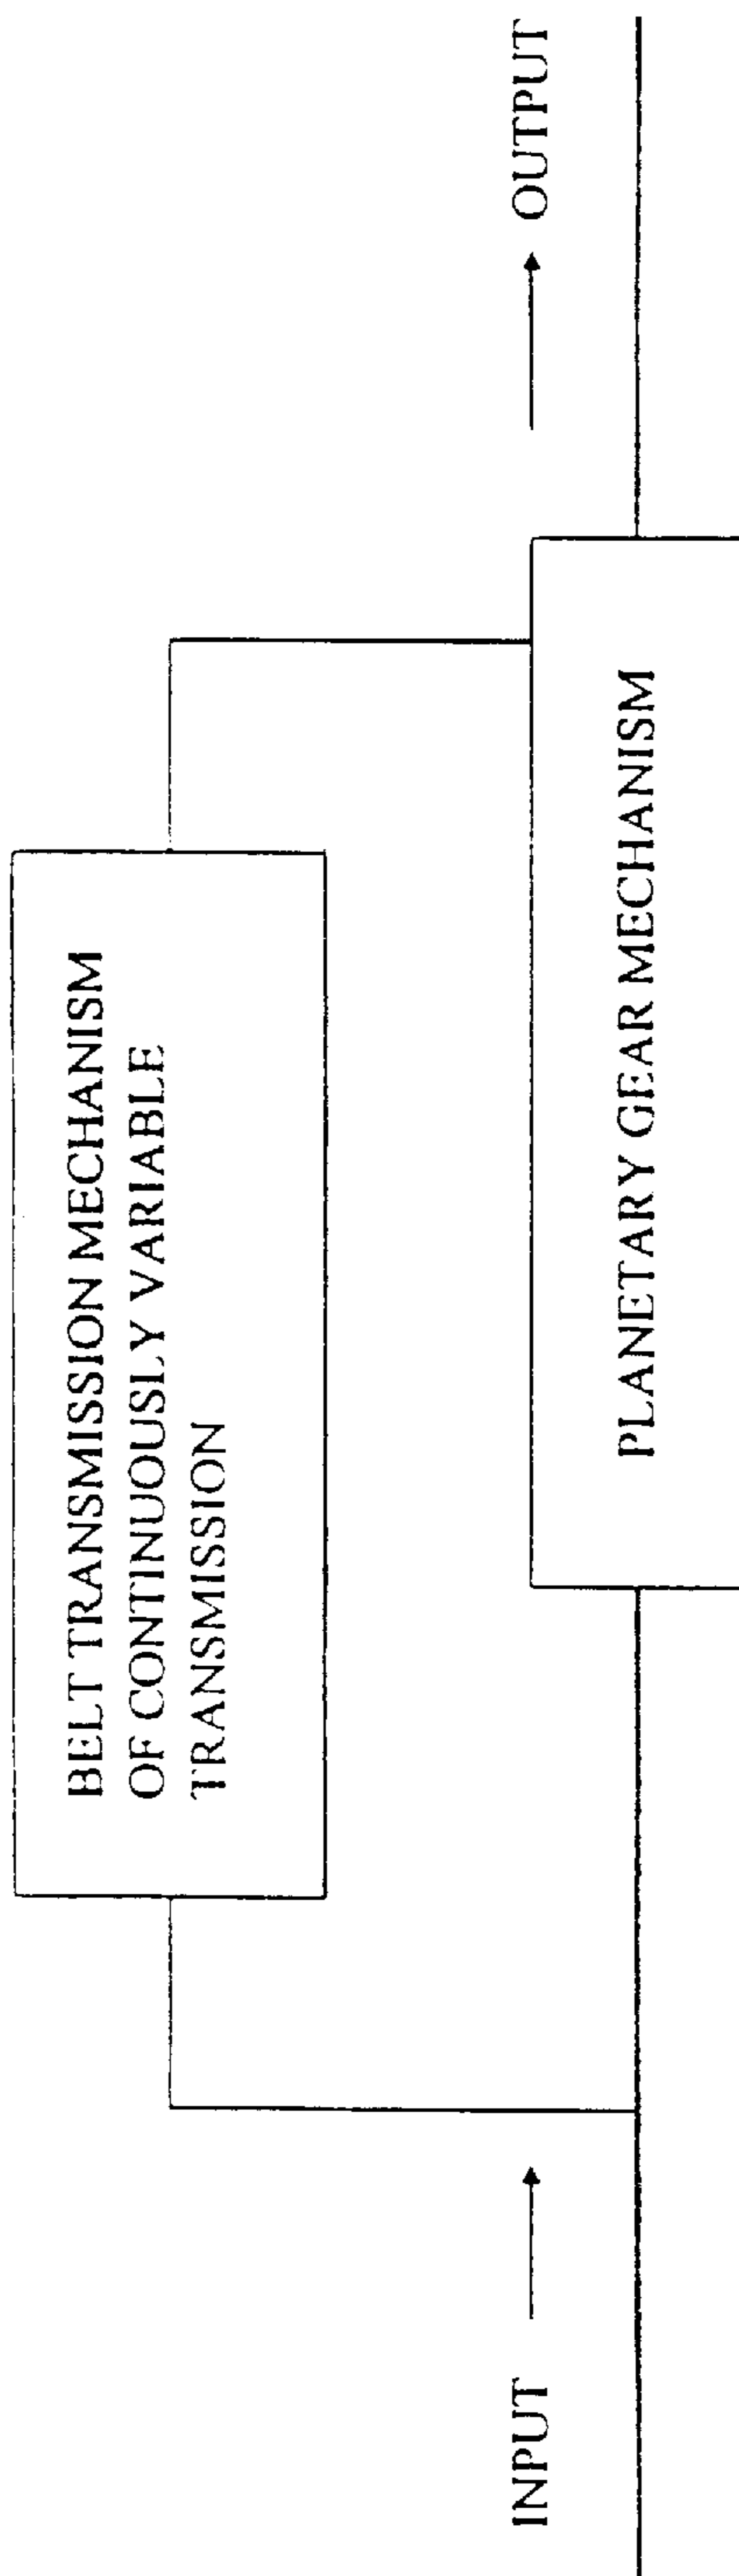 BELT TRANSMISSION MECHANISM
OF CONTINUOUSLY VARIABLE
TRANSMISSION
INPUT
OUTPUT
PLANETARY GEAR MECHANISM